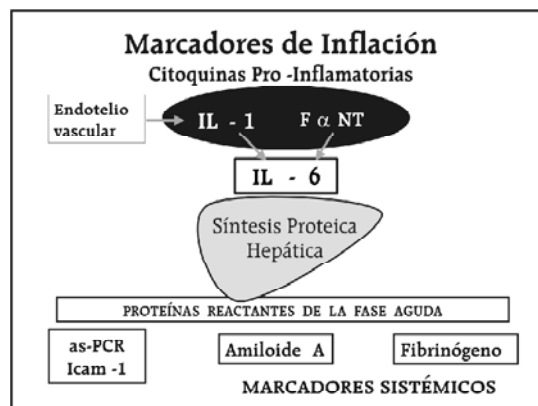 Marcadores de Inflación
Citoquinas Pro -Inflamatorias
Endotelio
vascular
IL - 1
F α NT
IL - 6
Síntesis Proteica
Hepática
PROTEÍNAS REACTANTES DE LA FASE AGUDA
as-PCR
Icam -1
Amiloide A
Fibrinógeno
MARCADORES SISTÉMICOS